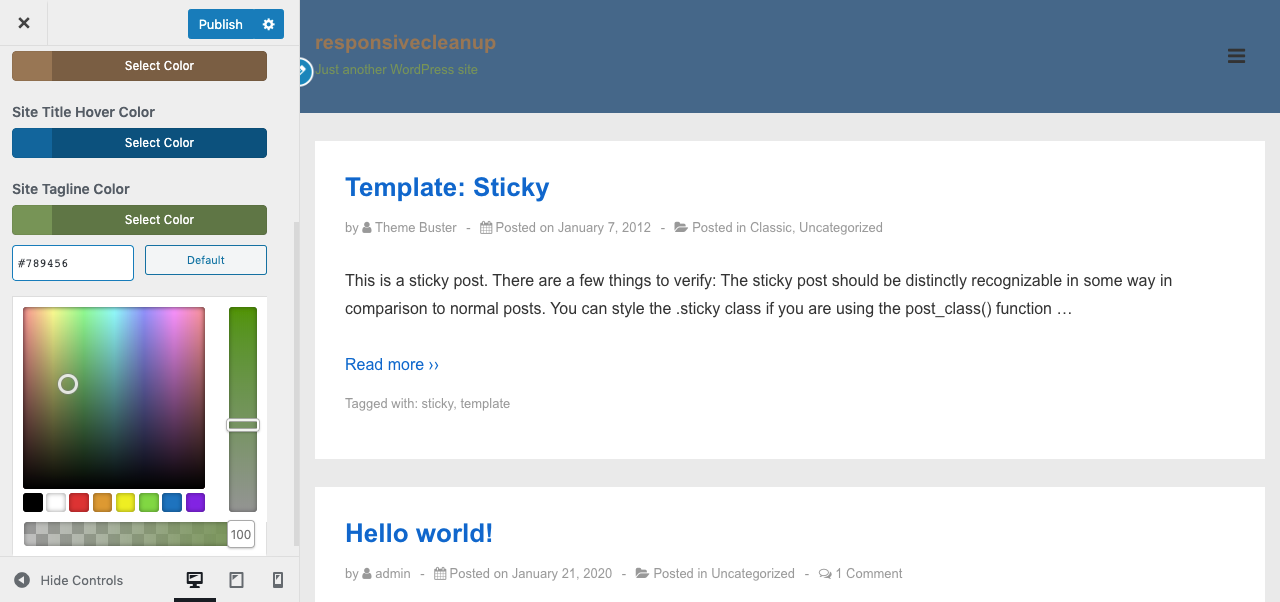 Publish
Select Color
Site Title Hover Color
Select Color
Site Tagline Color
Select Color
#789456
Default
100
Hide Controls
responsivecleanup
Just another WordPress site
Template: Sticky
by Theme Buster - Posted on January 7, 2012 - Posted in Classic, Uncategorized
This is a sticky post. There are a few things to verify: The sticky post should be distinctly recognizable in some way in
comparison to normal posts. You can style the .sticky class if you are using the post_class() function …
Read more ››
Tagged with: sticky, template
Hello world!
by admin - Posted on January 21, 2020 - Posted in Uncategorized - 1 Comment